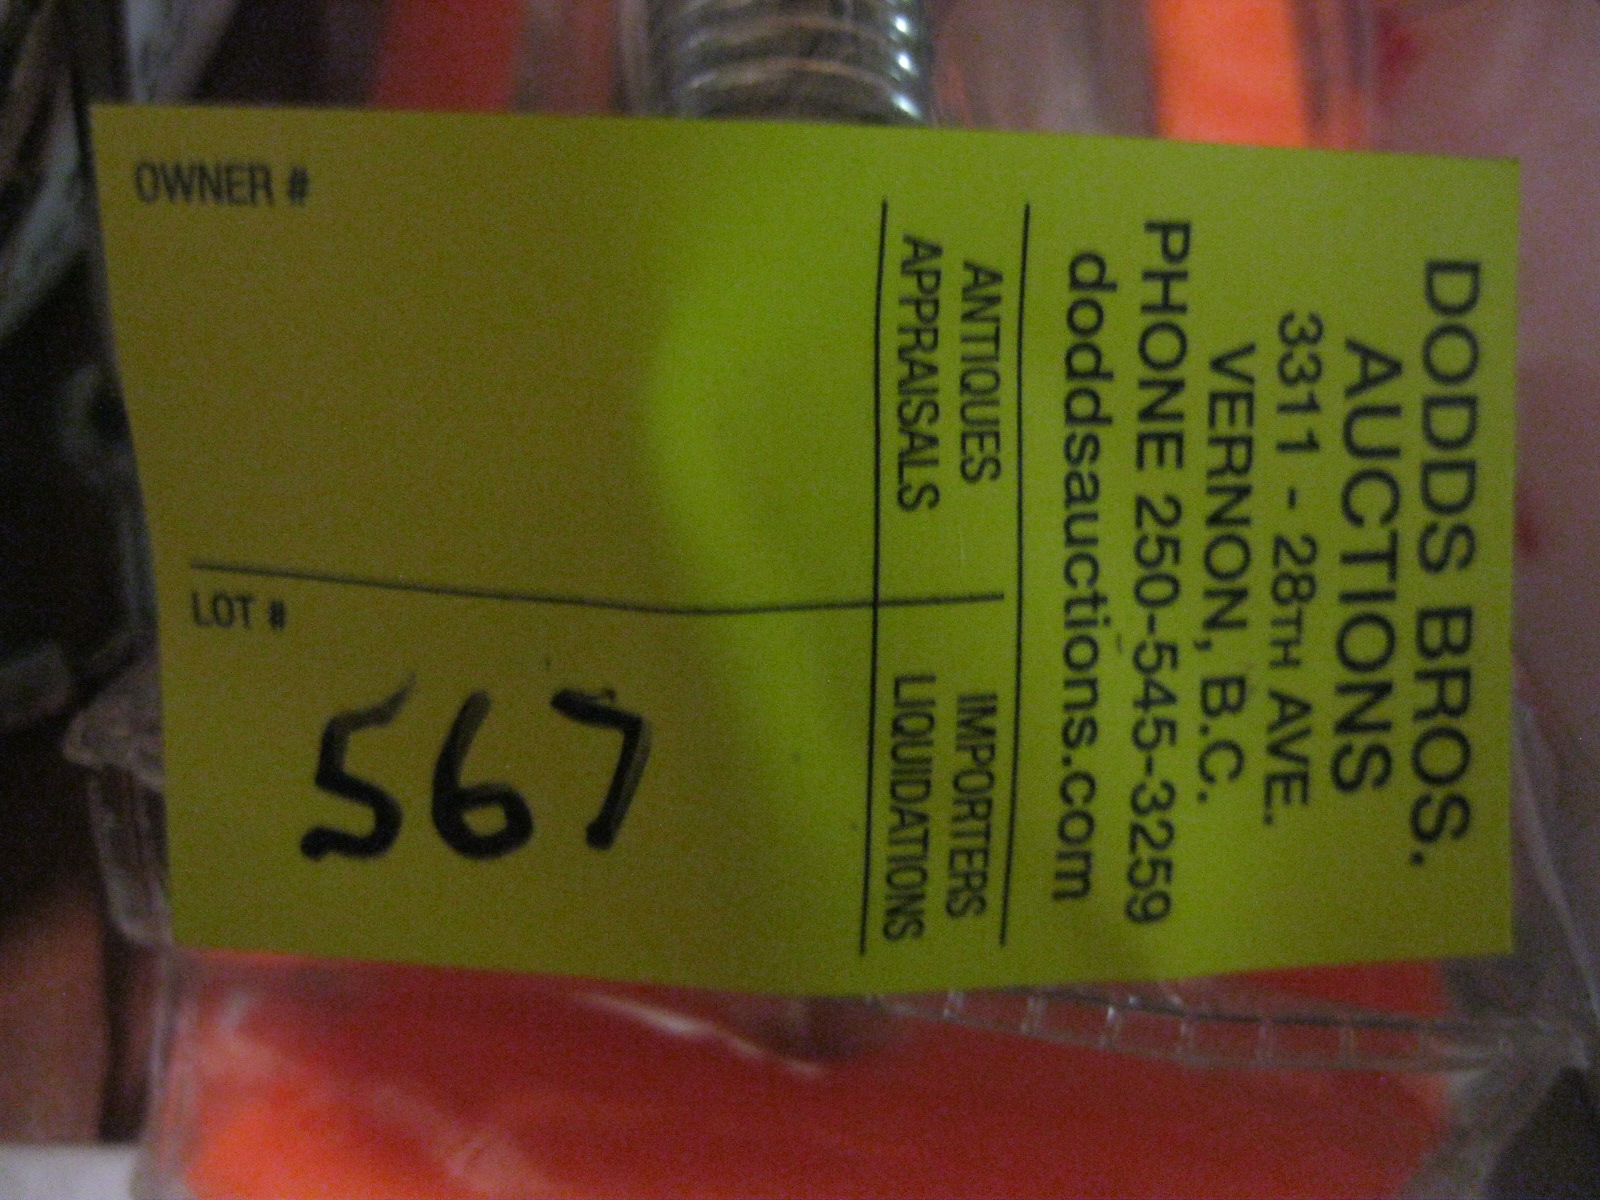 DODDS BROS.
AUCTIONS
3311 - 28TH AVE.
VERNON, B.C.
PHONE 250-545-3259
doddsauctions.com
ANTIQUES
APPRAISALS
IMPORTERS
LIQUIDATIONS
OWNER #
LOT #
567